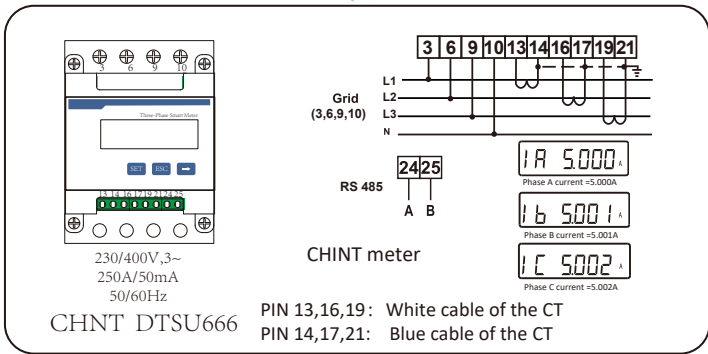 3 6 9 10
Three-Phase Smart Meter
SET ESC →
13 14 16 17 19 21 24 25
230/400V,3~
250A/50mA
50/60Hz
CHNT DTSU666
3 6 9 10 13 14 16 17 19 21
L1
L2
L3
N
Grid
(3,6,9,10)
24 25
RS 485
A B
CHINT meter
IA 5.000 A
Phase A current =5.000A
Ib 5.001 A
Phase B current =5.001A
IC 5.002 A
Phase C current =5.002A
PIN 13,16,19: White cable of the CT
PIN 14,17,21: Blue cable of the CT